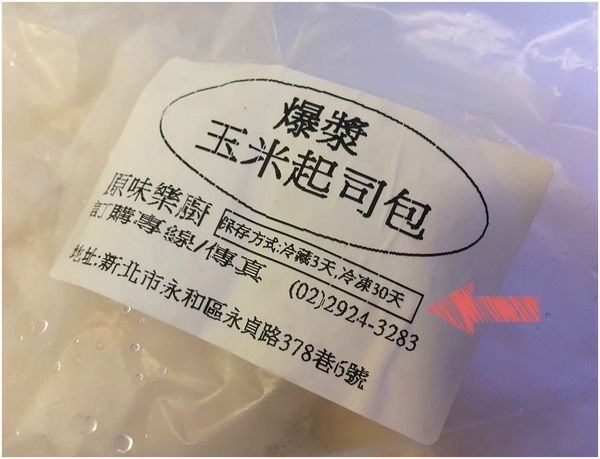 爆漿
玉米起司包
原味樂廚
保存方式:冷藏3天,冷凍30天
訂購專線/傳真 (02)2924-3283
地址:新北市永和區永貞路378巷6號